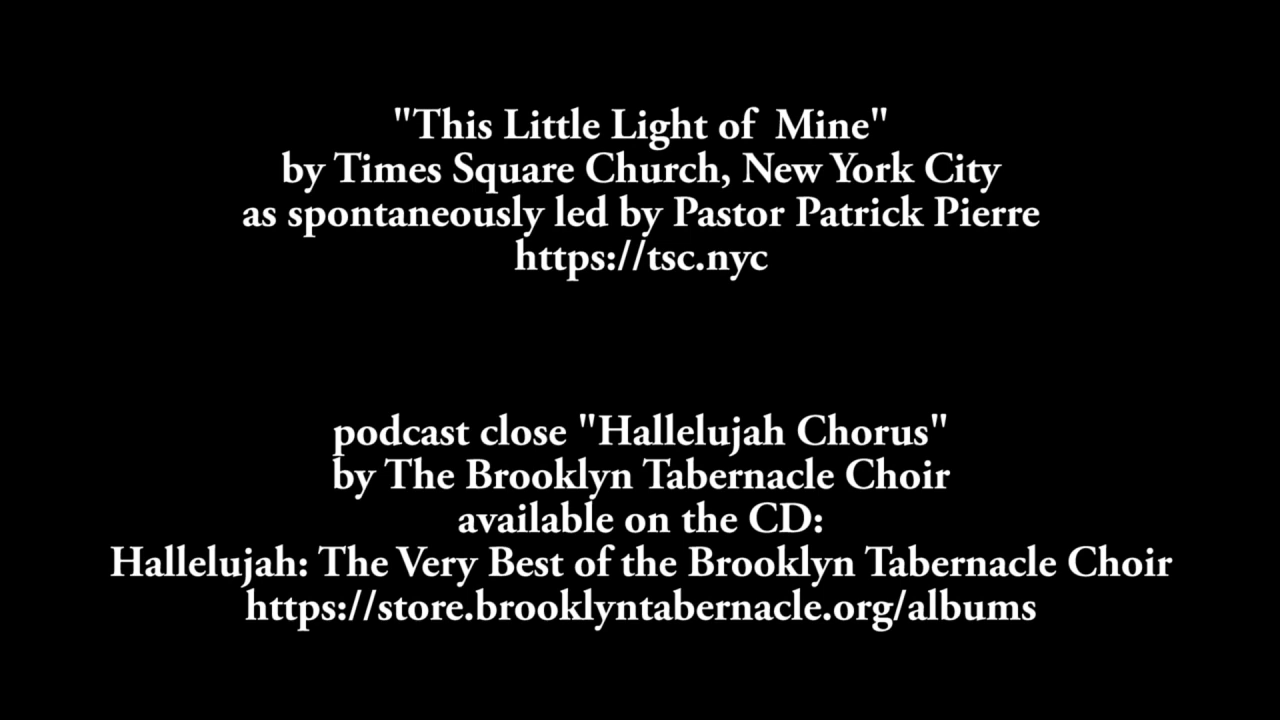 "This Little Light of Mine"
by Times Square Church, New York City
as spontaneously led by Pastor Patrick Pierre
https://tsc.nyc
podcast close "Hallelujah Chorus"
by The Brooklyn Tabernacle Choir
available on the CD:
Hallelujah: The Very Best of the Brooklyn Tabernacle Choir
https://store.brooklyntabernacle.org/albums